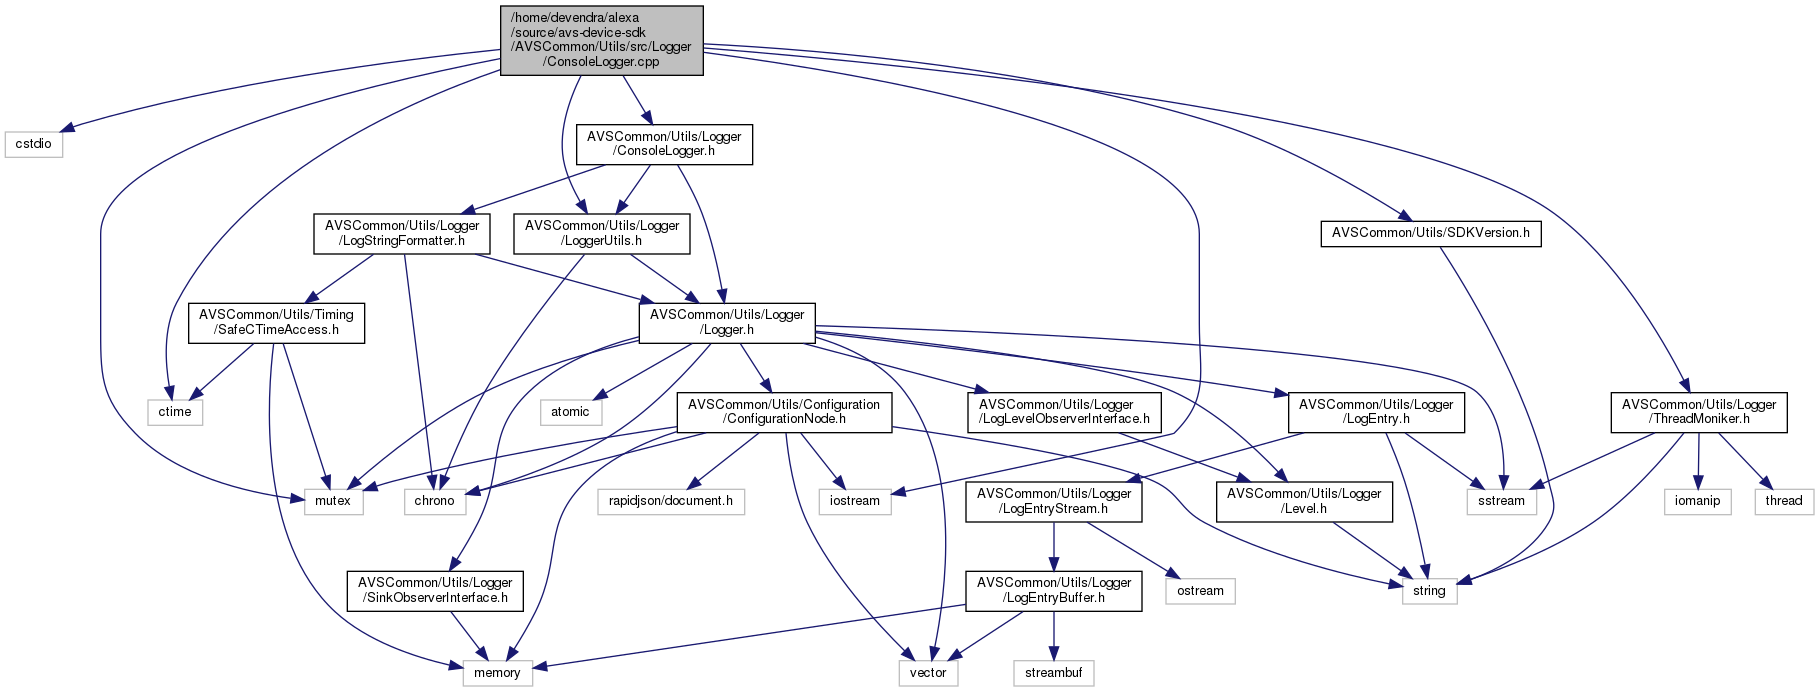 /home/devendra/alexa
/source/avs-device-sdk
/AVSCommon/Utils/src/Logger
/ConsoleLogger.cpp
cstdio
AVSCommon/Utils/Logger
/ConsoleLogger.h
AVSCommon/Utils/Logger
/LogStringFormatter.h
AVSCommon/Utils/Logger
/LoggerUtils.h
AVSCommon/Utils/SDKVersion.h
AVSCommon/Utils/Timing
/SafeCTimeAccess.h
AVSCommon/Utils/Logger
/Logger.h
ctime
atomic
AVSCommon/Utils/Configuration
/ConfigurationNode.h
AVSCommon/Utils/Logger
/LogLevelObserverInterface.h
AVSCommon/Utils/Logger
/LogEntry.h
AVSCommon/Utils/Logger
/ThreadMoniker.h
mutex
chrono
rapidjson/document.h
iostream
AVSCommon/Utils/Logger
/LogEntryStream.h
AVSCommon/Utils/Logger
/Level.h
sstream
iomanip
thread
AVSCommon/Utils/Logger
/SinkObserverInterface.h
AVSCommon/Utils/Logger
/LogEntryBuffer.h
ostream
string
memory
vector
streambuf